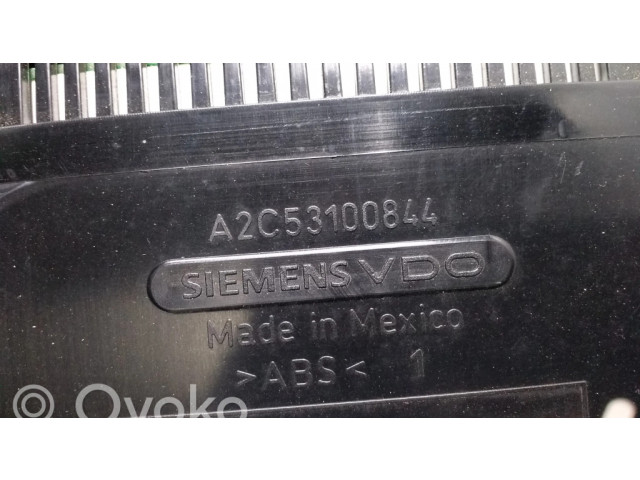 A2C53100844
SIEMENS VDO
Made in Mexico
>ABS< 1
Ovoko